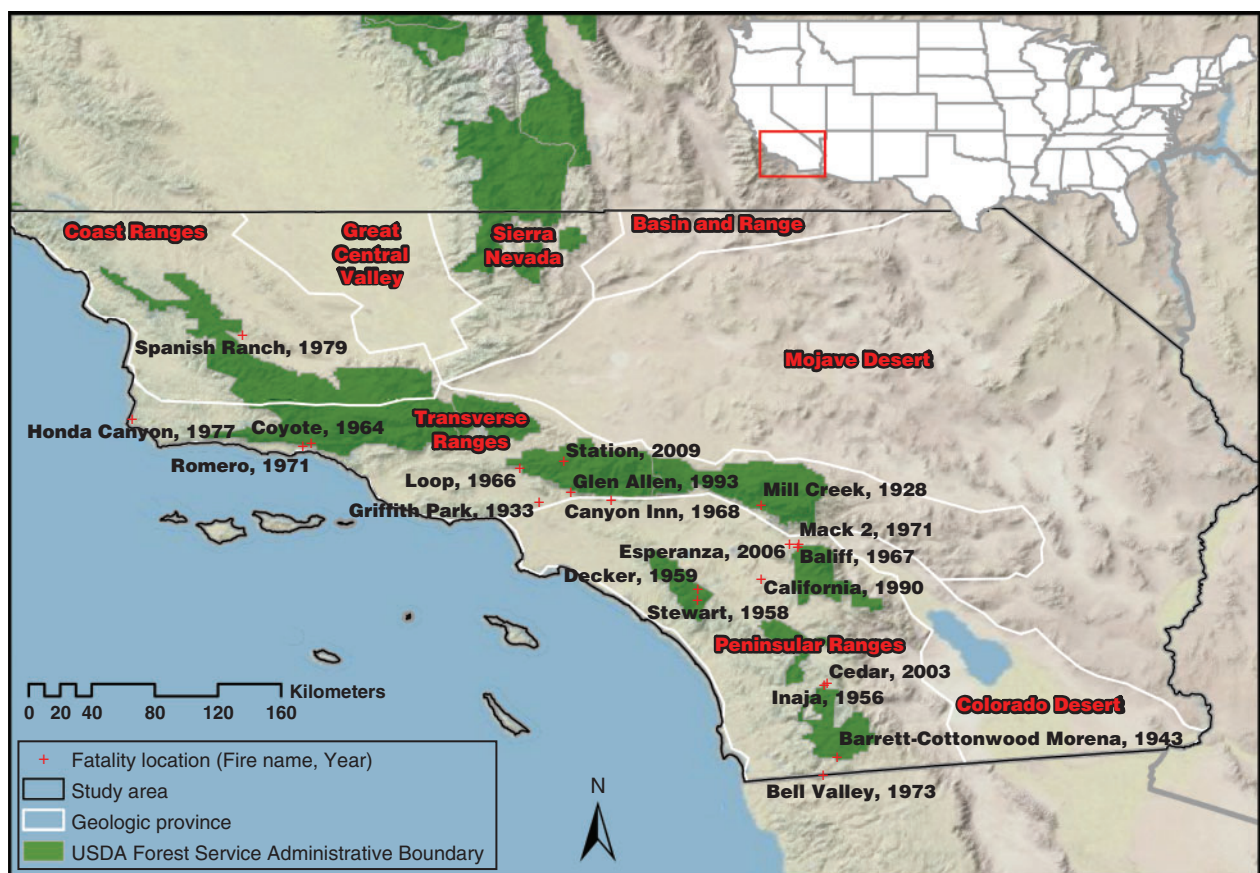 Coast Ranges
Great
Central
Valley
Sierra
Nevada
Basin and Range
Spanish Ranch, 1979
Mojave Desert
Honda Canyon, 1977
Coyote, 1964
Transverse
Ranges
Romero, 1971
Station, 2009
Loop, 1966
Glen Allen, 1993
Mill Creek, 1928
Griffith Park, 1933
Canyon Inn, 1968
Mack 2, 1971
Esperanza, 2006
Baliff, 1967
Decker, 1959
California, 1990
Stewart, 1958
Peninsular Ranges
Cedar, 2003
Inaja, 1956
Colorado Desert
Barrett-Cottonwood Morena, 1943
Bell Valley, 1973
Kilometers
0 20 40 80 120 160
Fatality location (Fire name, Year)
Study area
Geologic province
USDA Forest Service Administrative Boundary
N